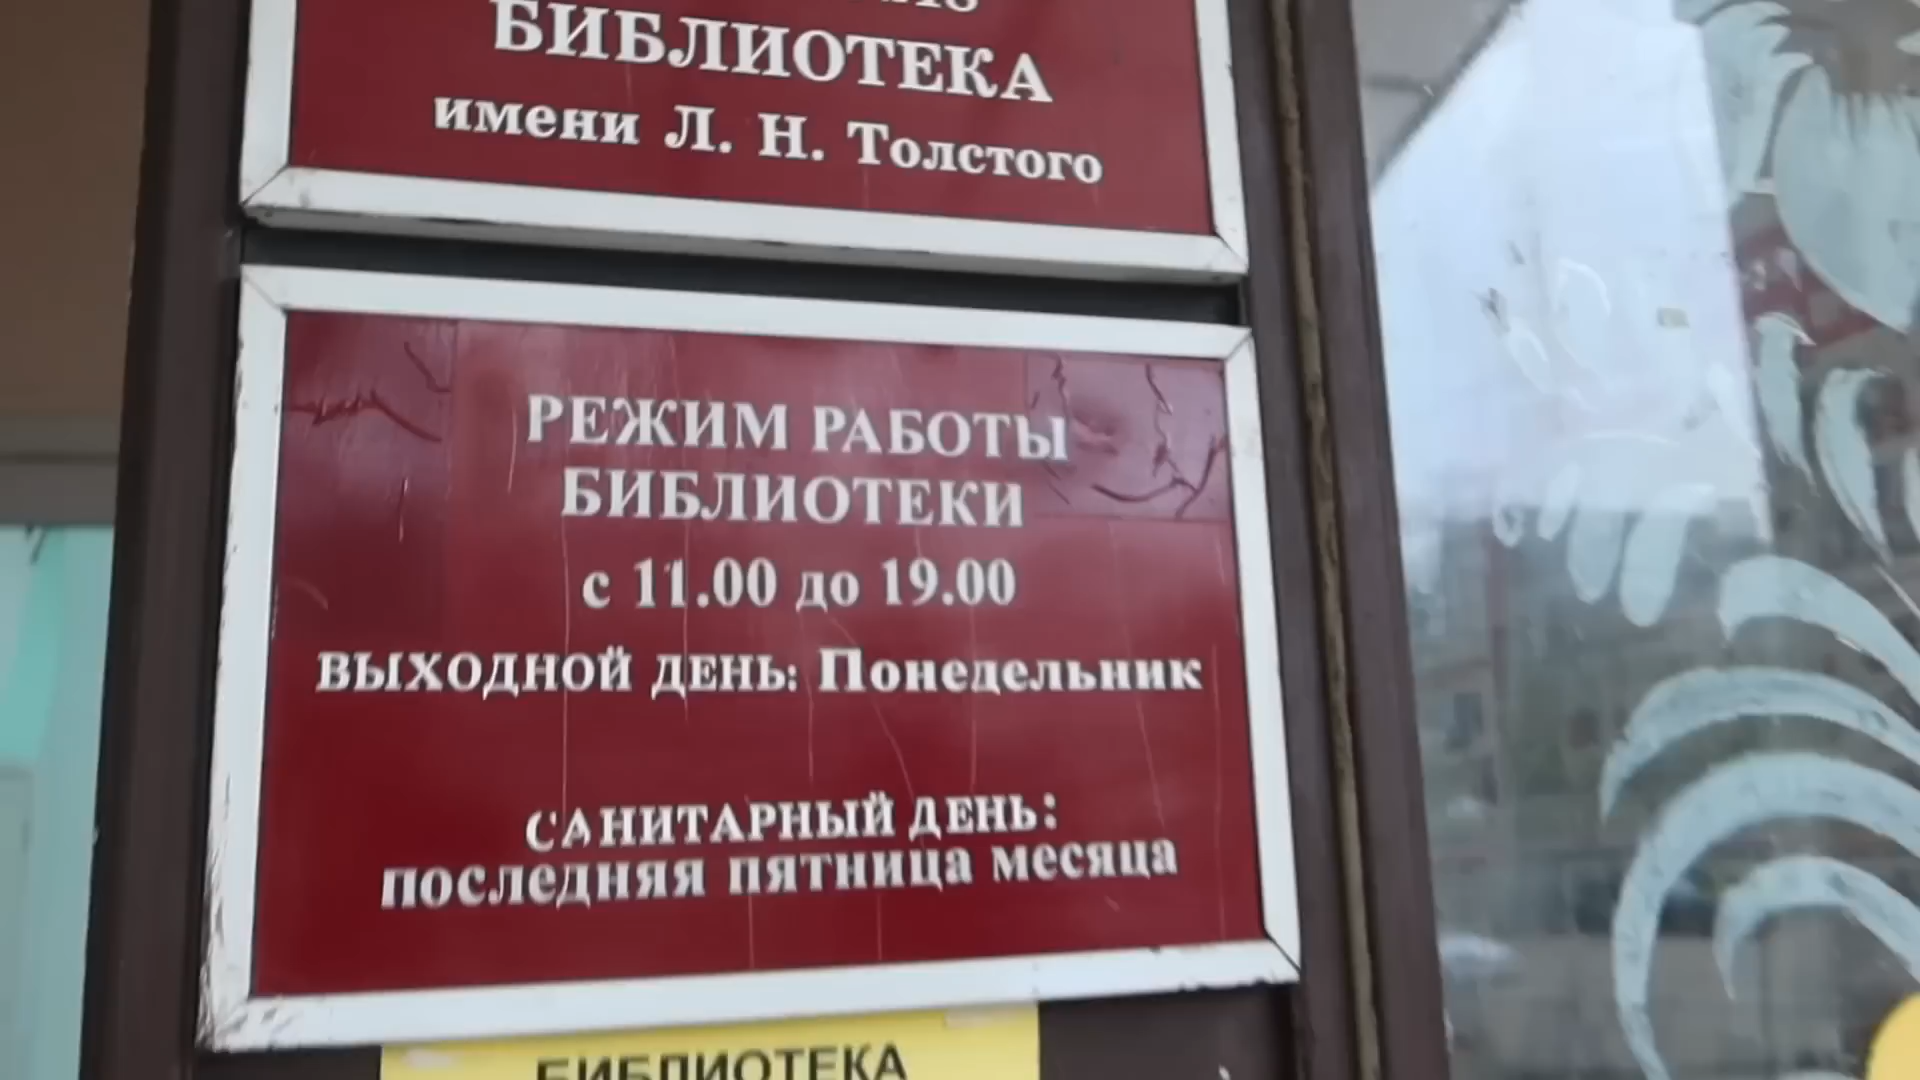 БИБЛИОТЕКА
имени Л. Н. Толстого
РЕЖИМ РАБОТЫ
БИБЛИОТЕКИ
с 11.00 до 19.00
ВЫХОДНОЙ ДЕНЬ: Понедельник
САНИТАРНЫЙ ДЕНЬ:
последняя пятница месяца
БИБЛИОТЕКА